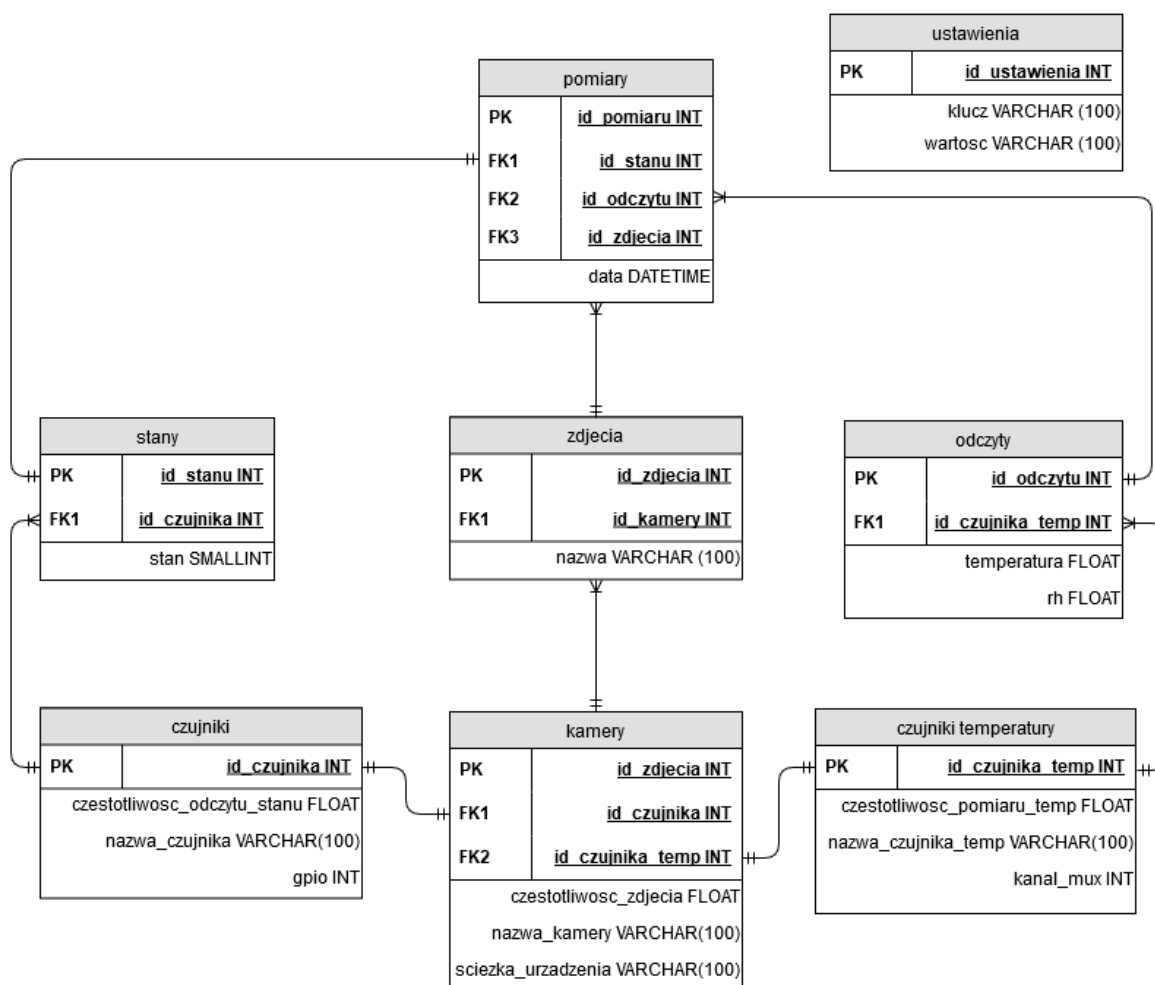 ustawienia
PK id_ustawienia INT
klucz VARCHAR (100)
wartosc VARCHAR (100)
pomiary
PK id_pomiaru INT
FK1 id_stanu INT
FK2 id_odczytu INT
FK3 id_zdjecia INT
data DATETIME
stany
PK id_stanu INT
FK1 id_czujnika INT
stan SMALLINT
zdjecia
PK id_zdjecia INT
FK1 id_kamery INT
nazwa VARCHAR (100)
odczyty
PK id_odczytu INT
FK1 id_czujnika_temp INT
temperatura FLOAT
rh FLOAT
czujniki
PK id_czujnika INT
czestotliwosc_odczytu_stanu FLOAT
nazwa_czujnika VARCHAR(100)
gpio INT
kamery
PK id_zdjecia INT
FK1 id_czujnika INT
FK2 id_czujnika_temp INT
czestotliwosc_zdjecia FLOAT
nazwa_kamery VARCHAR(100)
sciezka_urzadzenia VARCHAR(100)
czujniki temperatury
PK id_czujnika_temp INT
czestotliwosc_pomiaru_temp FLOAT
nazwa_czujnika_temp VARCHAR(100)
kanal_mux INT